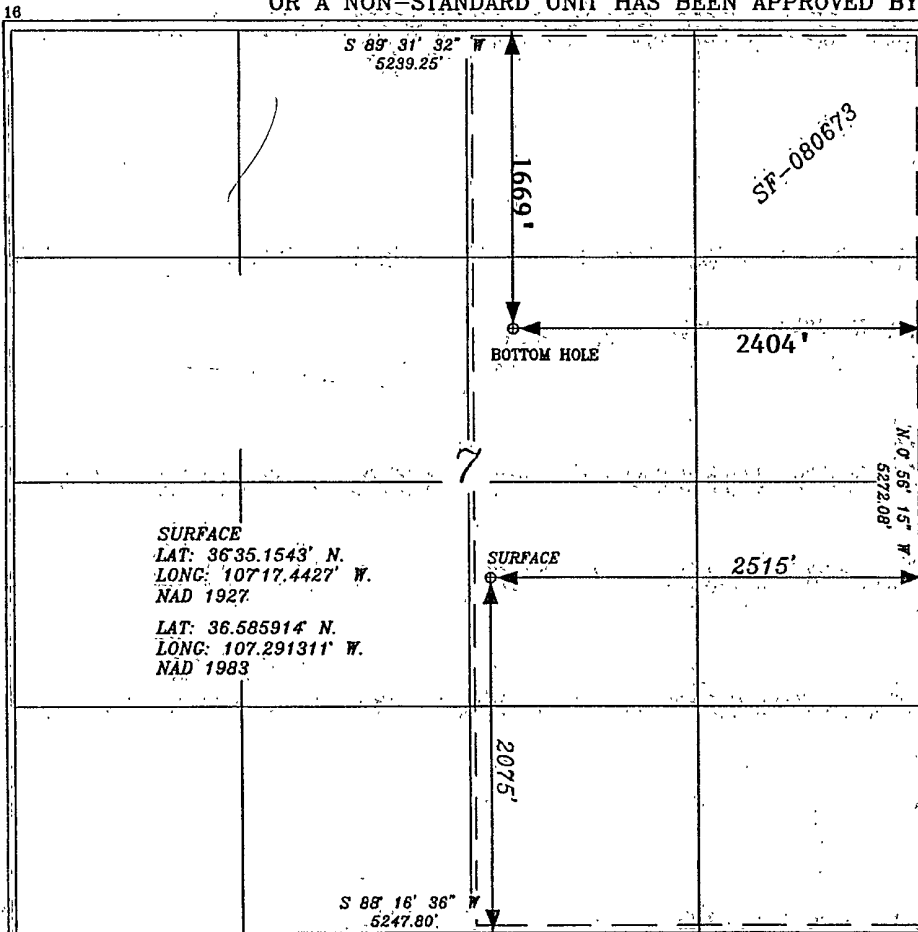 OR A NON-STANDARD UNIT HAS BEEN APPROVED BY
16
S 89° 31' 32" W
5239.25'
SF-080673
1669'
BOTTOM HOLE
2404'
N 0° 56' 15" W
5272.08'
7
SURFACE
LAT: 36°35.1543' N.
LONG: 107°17.4427' W.
NAD 1927
LAT: 36.585914° N.
LONG: 107.291311° W.
NAD 1983
SURFACE
2515'
2075'
S 88° 16' 36" W
5247.80'